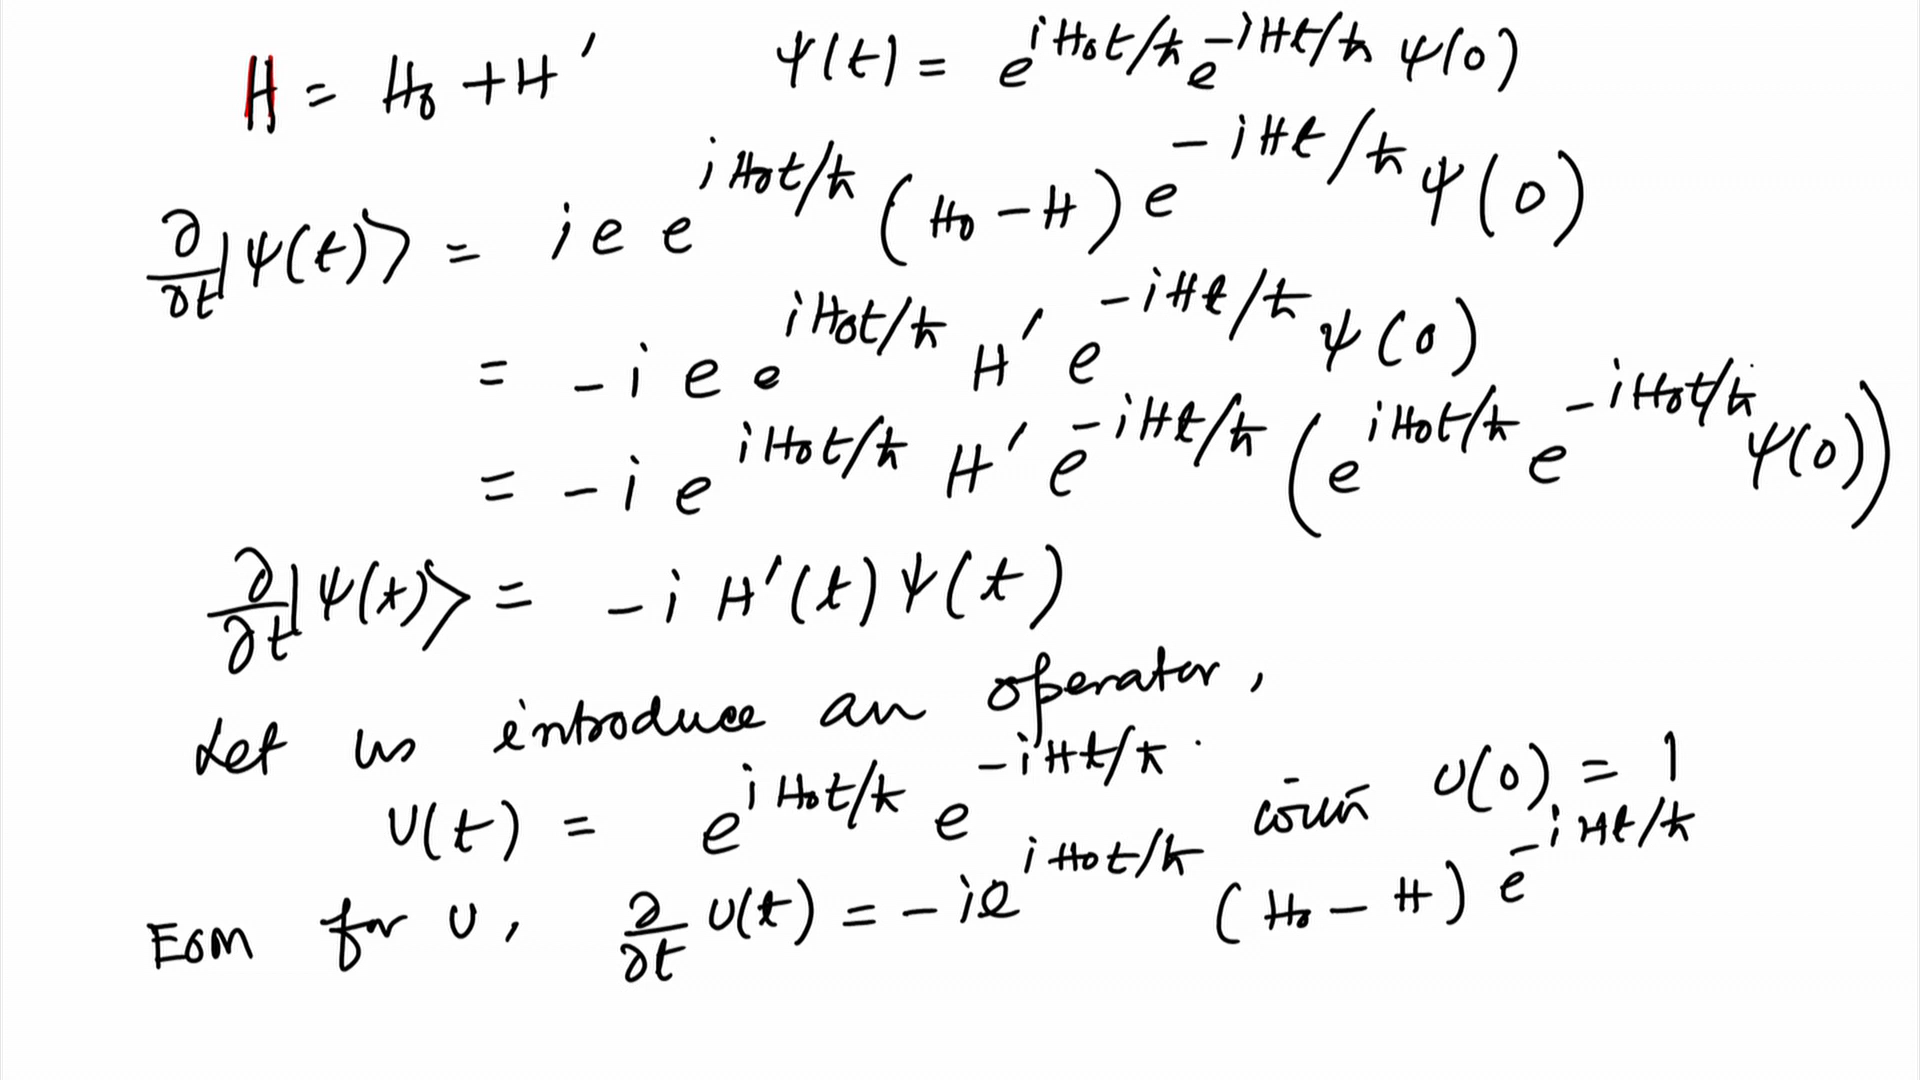 H = H₀ + H′    ψ(t) = e^{iH₀t/ħ} e^{-iHt/ħ} ψ(0)
∂/∂t |ψ(t)⟩ = i e e^{iH₀t/ħ} (H₀ - H) e^{-iHt/ħ} ψ(0)
= -i e e^{iH₀t/ħ} H′ e^{-iHt/ħ} ψ(0)
= -i e^{iH₀t/ħ} H′ e^{-iHt/ħ} (e^{iH₀t/ħ} e^{-iH₀t/ħ} ψ(0))
∂/∂t |ψ(t)⟩ = -i H′(t) ψ(t)
Let us introduce an operator,
U(t) = e^{iH₀t/ħ} e^{-iHt/ħ} . with U(0) = 1
EOM for U, ∂/∂t U(t) = -i e^{iH₀t/ħ} (H₀ - H) e^{-iHt/ħ}